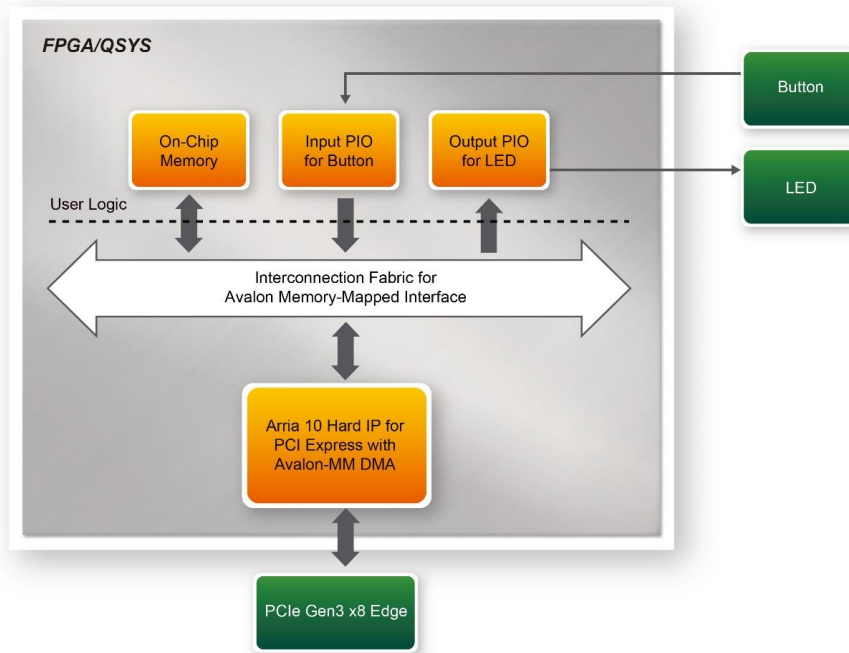 FPGA/QSYS
Button
On-Chip
Memory
Input PIO
for Button
Output PIO
for LED
LED
User Logic
Interconnection Fabric for
Avalon Memory-Mapped Interface
Arria 10 Hard IP for
PCI Express with
Avalon-MM DMA
PCIe Gen3 x8 Edge